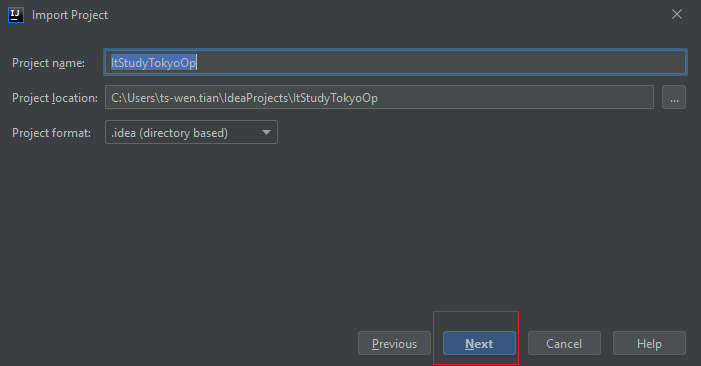 IJ Import Project
Project name: ItStudyTokyoOp
Project location: C:\Users\ts-wen.tian\IdeaProjects\ItStudyTokyoOp ...
Project format: .idea (directory based)
Previous Next Cancel Help